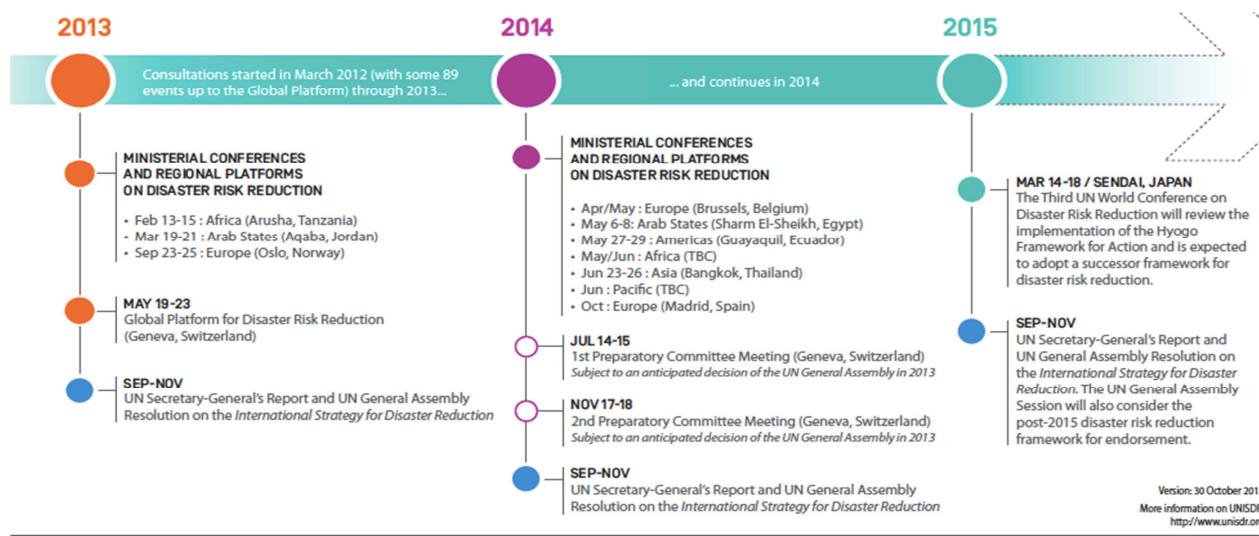 2013
2014
2015
Consultations started in March 2012 (with some 89
events up to the Global Platform) through 2013...
... and continues in 2014
MINISTERIAL CONFERENCES
AND REGIONAL PLATFORMS
ON DISASTER RISK REDUCTION
• Feb 13-15 : Africa (Arusha, Tanzania)
• Mar 19-21 : Arab States (Aqaba, Jordan)
• Sep 23-25 : Europe (Oslo, Norway)
MAY 19-23
Global Platform for Disaster Risk Reduction
(Geneva, Switzerland)
SEP-NOV
UN Secretary-General's Report and UN General Assembly
Resolution on the International Strategy for Disaster Reduction
MINISTERIAL CONFERENCES
AND REGIONAL PLATFORMS
ON DISASTER RISK REDUCTION
• Apr/May : Europe (Brussels, Belgium)
• May 6-8: Arab States (Sharm El-Sheikh, Egypt)
• May 27-29 : Americas (Guayaquil, Ecuador)
• May/Jun : Africa (TBC)
• Jun 23-26 : Asia (Bangkok, Thailand)
• Jun : Pacific (TBC)
• Oct : Europe (Madrid, Spain)
JUL 14-15
1st Preparatory Committee Meeting (Geneva, Switzerland)
Subject to an anticipated decision of the UN General Assembly in 2013
NOV 17-18
2nd Preparatory Committee Meeting (Geneva, Switzerland)
Subject to an anticipated decision of the UN General Assembly in 2013
SEP-NOV
UN Secretary-General's Report and UN General Assembly
Resolution on the International Strategy for Disaster Reduction
MAR 14-18 / SENDAI, JAPAN
The Third UN World Conference on
Disaster Risk Reduction will review the
implementation of the Hyogo
Framework for Action and is expected
to adopt a successor framework for
disaster risk reduction.
SEP-NOV
UN Secretary-General's Report and
UN General Assembly Resolution on
the International Strategy for Disaster
Reduction. The UN General Assembly
Session will also consider the
post-2015 disaster risk reduction
framework for endorsement.
Version: 30 October 201
More information on UNISD
http://www.unisdr.or